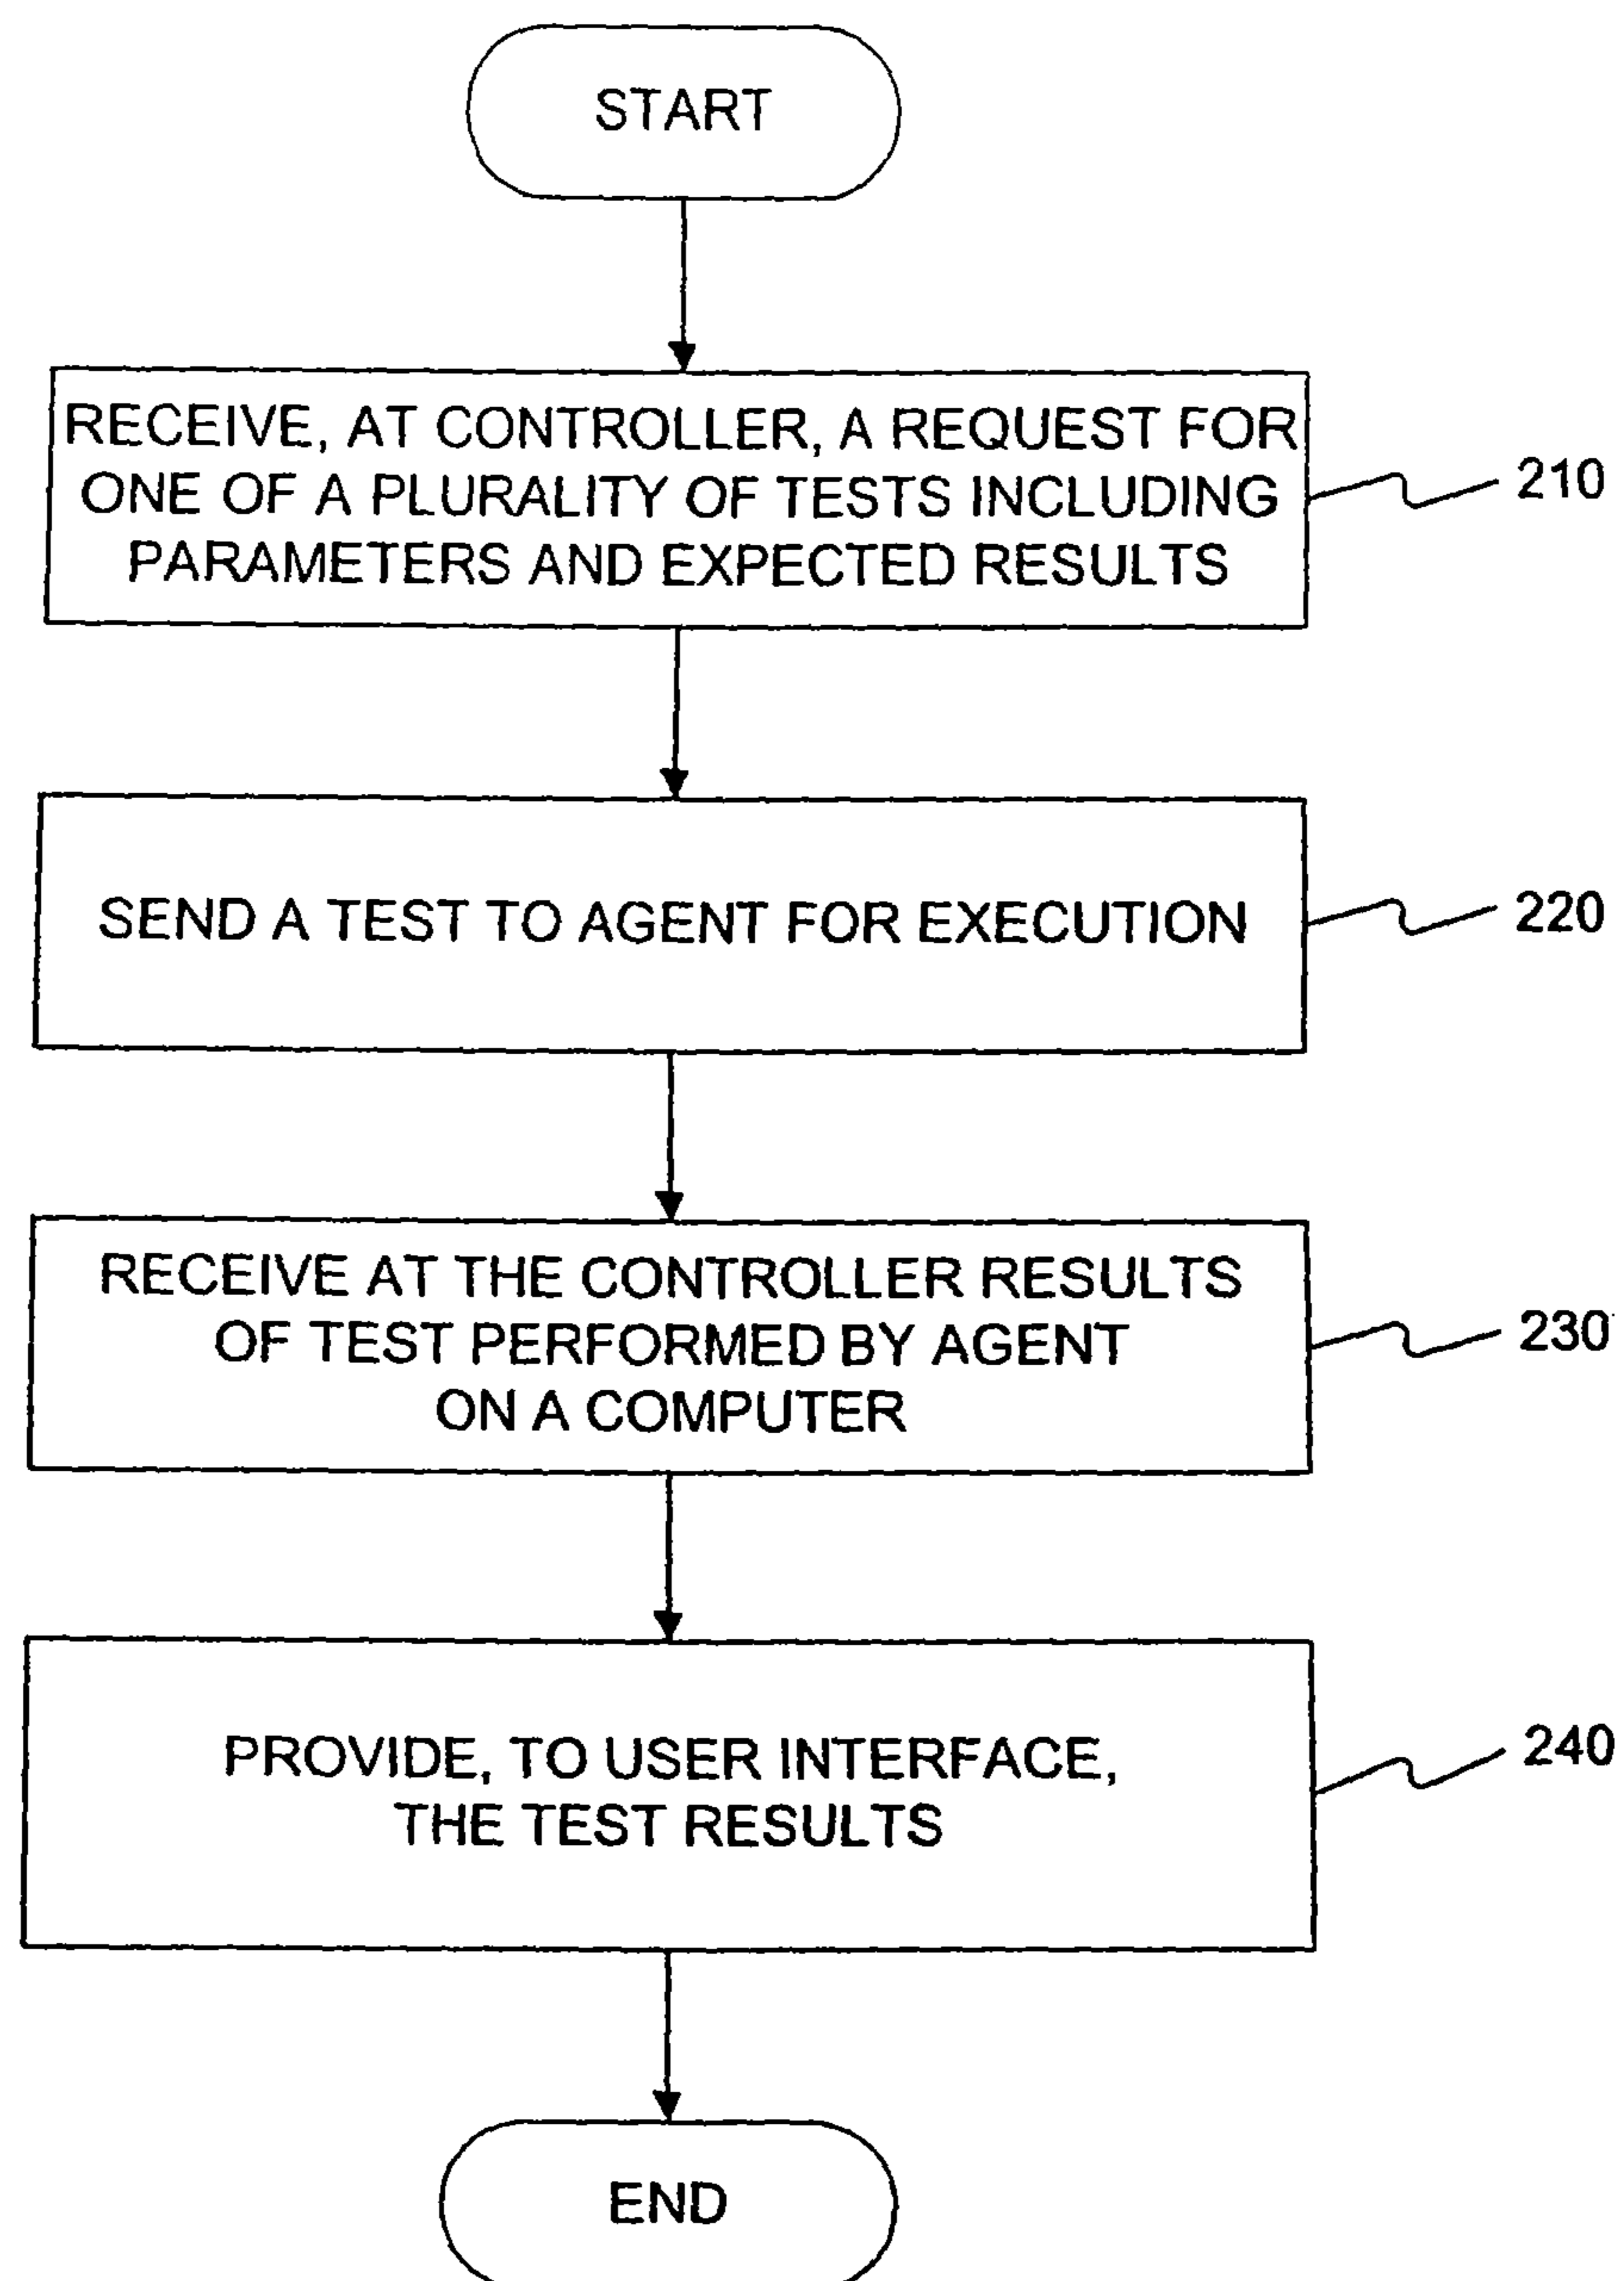 START
RECEIVE, AT CONTROLLER, A REQUEST FOR
ONE OF A PLURALITY OF TESTS INCLUDING
PARAMETERS AND EXPECTED RESULTS
210
SEND A TEST TO AGENT FOR EXECUTION
220
RECEIVE AT THE CONTROLLER RESULTS
OF TEST PERFORMED BY AGENT
ON A COMPUTER
230
PROVIDE, TO USER INTERFACE,
THE TEST RESULTS
240
END